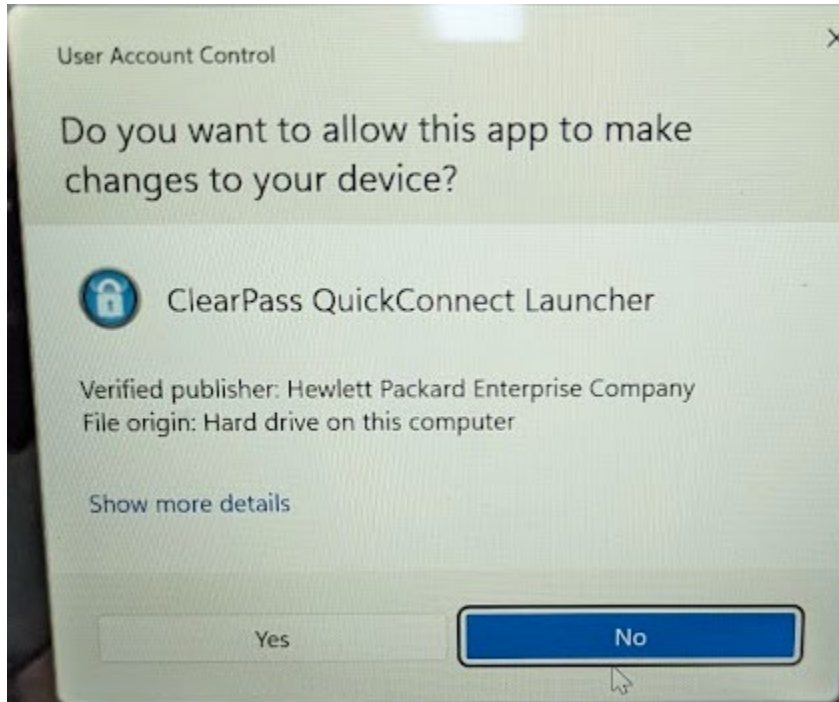 User Account Control
Do you want to allow this app to make
changes to your device?
ClearPass QuickConnect Launcher
Verified publisher: Hewlett Packard Enterprise Company
File origin: Hard drive on this computer
Show more details
Yes
No